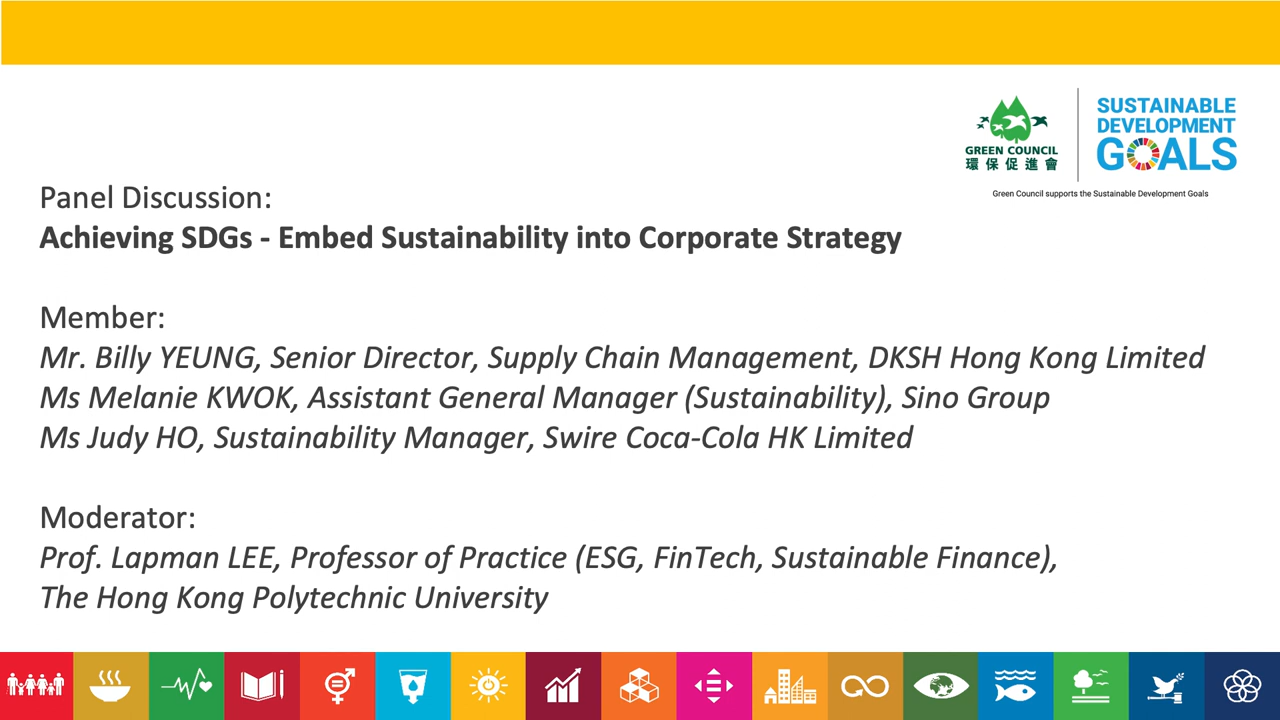 GREEN COUNCIL
環保促進會
SUSTAINABLE
DEVELOPMENT
GOALS
Green Council supports the Sustainable Development Goals
Panel Discussion:
Achieving SDGs - Embed Sustainability into Corporate Strategy
Member:
Mr. Billy YEUNG, Senior Director, Supply Chain Management, DKSH Hong Kong Limited
Ms Melanie KWOK, Assistant General Manager (Sustainability), Sino Group
Ms Judy HO, Sustainability Manager, Swire Coca-Cola HK Limited
Moderator:
Prof. Lapman LEE, Professor of Practice (ESG, FinTech, Sustainable Finance),
The Hong Kong Polytechnic University